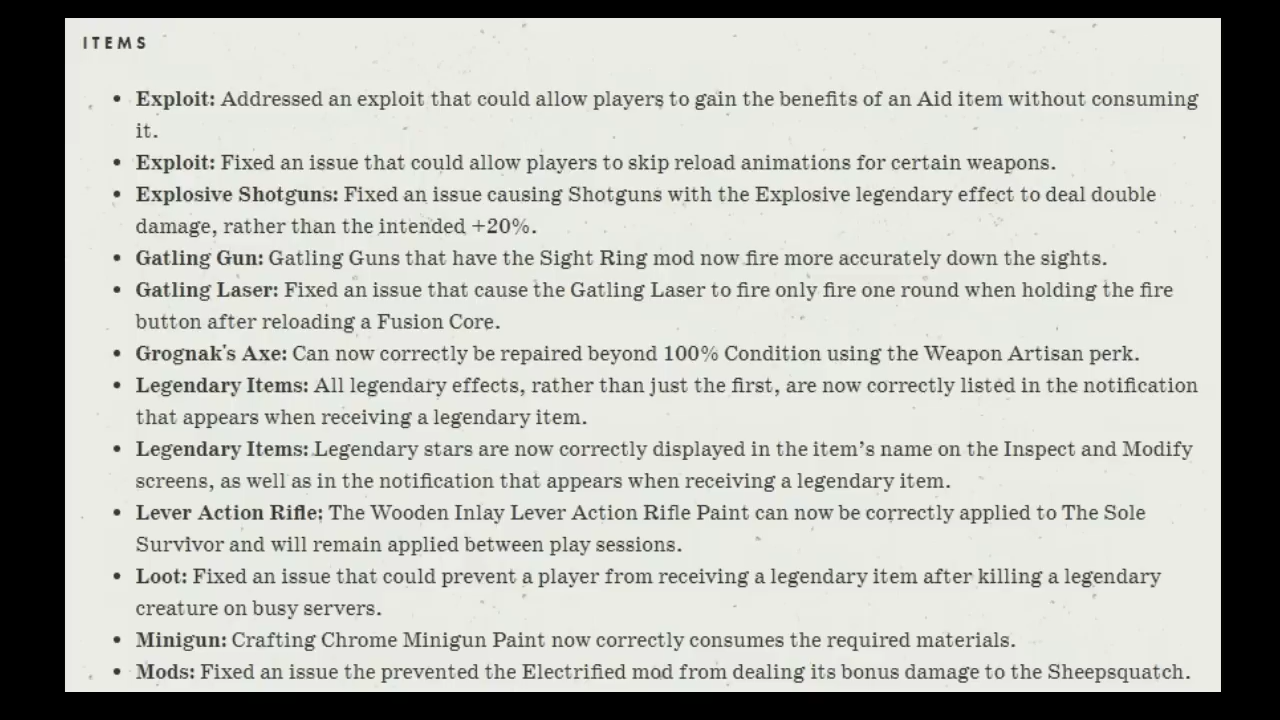 ITEMS
• Exploit: Addressed an exploit that could allow players to gain the benefits of an Aid item without consuming
it.
• Exploit: Fixed an issue that could allow players to skip reload animations for certain weapons.
• Explosive Shotguns: Fixed an issue causing Shotguns with the Explosive legendary effect to deal double
damage, rather than the intended +20%.
• Gatling Gun: Gatling Guns that have the Sight Ring mod now fire more accurately down the sights.
• Gatling Laser: Fixed an issue that cause the Gatling Laser to fire only fire one round when holding the fire
button after reloading a Fusion Core.
• Grognak's Axe: Can now correctly be repaired beyond 100% Condition using the Weapon Artisan perk.
• Legendary Items: All legendary effects, rather than just the first, are now correctly listed in the notification
that appears when receiving a legendary item.
• Legendary Items: Legendary stars are now correctly displayed in the item’s name on the Inspect and Modify
screens, as well as in the notification that appears when receiving a legendary item.
• Lever Action Rifle: The Wooden Inlay Lever Action Rifle Paint can now be correctly applied to The Sole
Survivor and will remain applied between play sessions.
• Loot: Fixed an issue that could prevent a player from receiving a legendary item after killing a legendary
creature on busy servers.
• Minigun: Crafting Chrome Minigun Paint now correctly consumes the required materials.
• Mods: Fixed an issue the prevented the Electrified mod from dealing its bonus damage to the Sheepsquatch.